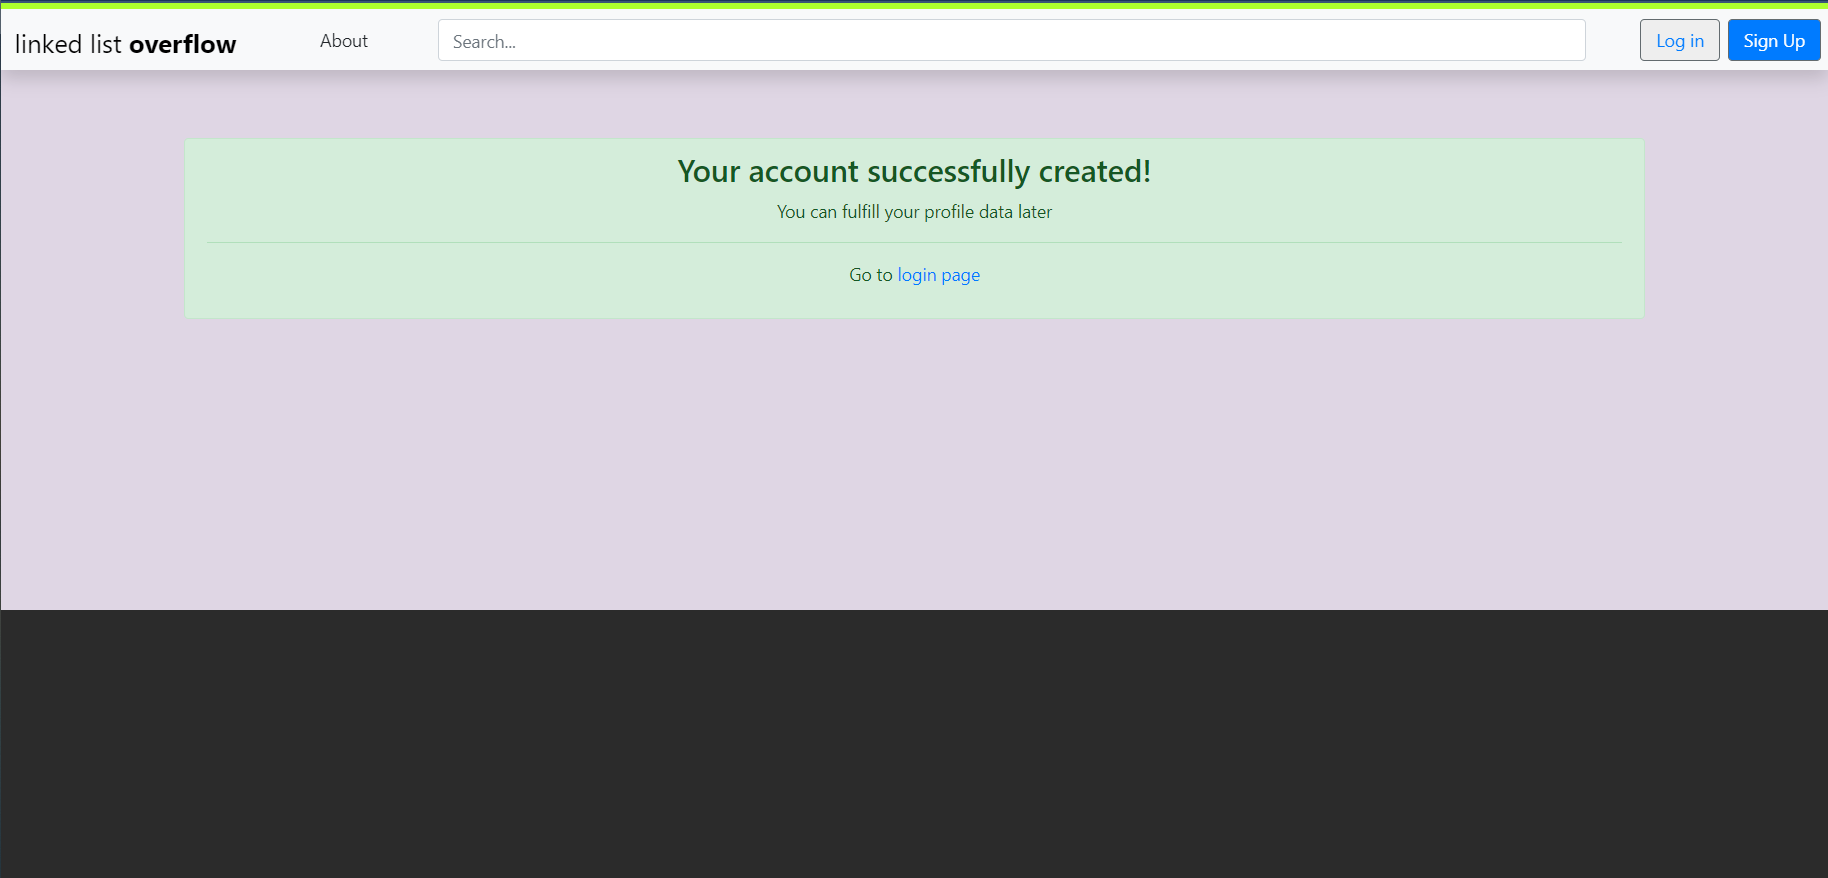 linked list overflow
About
Search...
Log in
Sign Up
Your account successfully created!
You can fulfill your profile data later
Go to login page